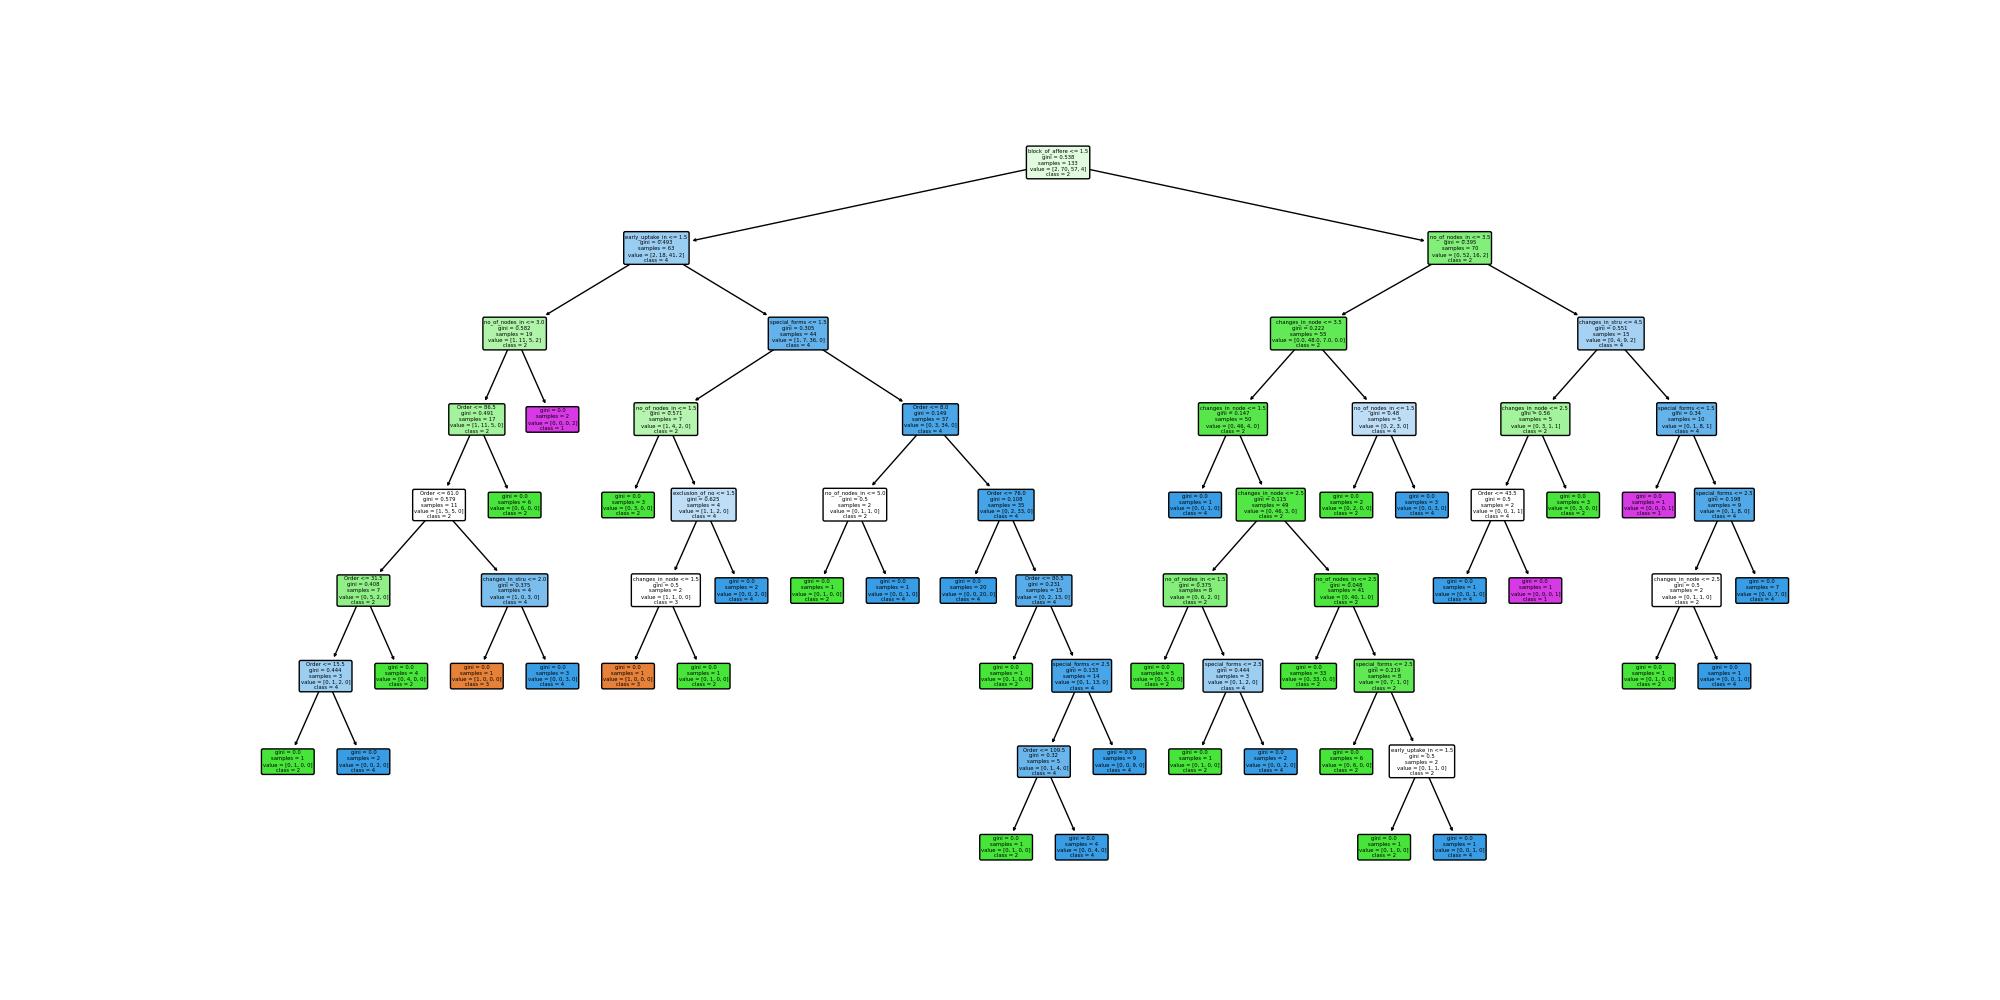 block_of_affere <= 1.5
gini = 0.538
samples = 133
value = [2, 70, 57, 4]
class = 2
early_uptake_in <= 1.5
gini = 0.493
samples = 63
value = [2, 18, 41, 2]
class = 4
no_of_nodes_in <= 3.5
gini = 0.395
samples = 70
value = [0, 52, 16, 2]
class = 2
no_of_nodes_in <= 3.0
gini = 0.582
samples = 19
value = [1, 11, 5, 2]
class = 2
special_forms <= 1.5
gini = 0.305
samples = 44
value = [1, 7, 36, 0]
class = 4
changes_in_node <= 3.5
gini = 0.222
samples = 55
value = [0.0, 48.0, 7.0, 0.0]
class = 2
changes_in_stru <= 4.5
gini = 0.551
samples = 15
value = [0, 4, 9, 2]
class = 4
Order <= 86.5
gini = 0.491
samples = 17
value = [1, 11, 5, 0]
class = 2
gini = 0.0
samples = 2
value = [0, 0, 0, 2]
class = 1
no_of_nodes_in <= 1.5
gini = 0.571
samples = 7
value = [1, 4, 2, 0]
class = 2
Order <= 8.0
gini = 0.149
samples = 37
value = [0, 3, 34, 0]
class = 4
changes_in_node <= 1.5
gini = 0.147
samples = 50
value = [0, 46, 4, 0]
class = 2
no_of_nodes_in <= 1.5
gini = 0.48
samples = 5
value = [0, 2, 3, 0]
class = 4
changes_in_node <= 2.5
gini = 0.56
samples = 5
value = [0, 3, 1, 1]
class = 2
special_forms <= 1.5
gini = 0.34
samples = 10
value = [0, 1, 8, 1]
class = 4
Order <= 61.0
gini = 0.579
samples = 11
value = [1, 5, 5, 0]
class = 2
gini = 0.0
samples = 6
value = [0, 6, 0, 0]
class = 2
gini = 0.0
samples = 3
value = [0, 3, 0, 0]
class = 2
exclusion_of_no <= 1.5
gini = 0.625
samples = 4
value = [1, 1, 2, 0]
class = 4
no_of_nodes_in <= 5.0
gini = 0.5
samples = 2
value = [0, 1, 1, 0]
class = 2
Order <= 76.0
gini = 0.108
samples = 35
value = [0, 2, 33, 0]
class = 4
gini = 0.0
samples = 1
value = [0, 0, 1, 0]
class = 4
changes_in_node <= 2.5
gini = 0.115
samples = 49
value = [0, 46, 3, 0]
class = 2
gini = 0.0
samples = 2
value = [0, 2, 0, 0]
class = 2
gini = 0.0
samples = 3
value = [0, 0, 3, 0]
class = 4
Order <= 43.5
gini = 0.5
samples = 2
value = [0, 0, 1, 1]
class = 4
gini = 0.0
samples = 3
value = [0, 3, 0, 0]
class = 2
gini = 0.0
samples = 1
value = [0, 0, 0, 1]
class = 1
special_forms <= 2.5
gini = 0.198
samples = 9
value = [0, 1, 8, 0]
class = 4
Order <= 31.5
gini = 0.408
samples = 7
value = [0, 5, 2, 0]
class = 2
changes_in_stru <= 2.0
gini = 0.375
samples = 4
value = [1, 0, 3, 0]
class = 4
changes_in_node <= 1.5
gini = 0.5
samples = 2
value = [1, 1, 0, 0]
class = 3
gini = 0.0
samples = 2
value = [0, 0, 2, 0]
class = 4
gini = 0.0
samples = 1
value = [0, 1, 0, 0]
class = 2
gini = 0.0
samples = 1
value = [0, 0, 1, 0]
class = 4
gini = 0.0
samples = 20
value = [0, 0, 20, 0]
class = 4
Order <= 80.5
gini = 0.231
samples = 15
value = [0, 2, 13, 0]
class = 4
no_of_nodes_in <= 1.5
gini = 0.375
samples = 8
value = [0, 6, 2, 0]
class = 2
no_of_nodes_in <= 2.5
gini = 0.048
samples = 41
value = [0, 40, 1, 0]
class = 2
gini = 0.0
samples = 1
value = [0, 0, 1, 0]
class = 4
gini = 0.0
samples = 1
value = [0, 0, 0, 1]
class = 1
changes_in_node <= 2.5
gini = 0.5
samples = 2
value = [0, 1, 1, 0]
class = 2
gini = 0.0
samples = 7
value = [0, 0, 7, 0]
class = 4
Order <= 15.5
gini = 0.444
samples = 3
value = [0, 1, 2, 0]
class = 4
gini = 0.0
samples = 4
value = [0, 4, 0, 0]
class = 2
gini = 0.0
samples = 1
value = [1, 0, 0, 0]
class = 3
gini = 0.0
samples = 3
value = [0, 0, 3, 0]
class = 4
gini = 0.0
samples = 1
value = [1, 0, 0, 0]
class = 3
gini = 0.0
samples = 1
value = [0, 1, 0, 0]
class = 2
gini = 0.0
samples = 1
value = [0, 1, 0, 0]
class = 2
special_forms <= 2.5
gini = 0.133
samples = 14
value = [0, 1, 13, 0]
class = 4
gini = 0.0
samples = 5
value = [0, 5, 0, 0]
class = 2
special_forms <= 2.5
gini = 0.444
samples = 3
value = [0, 1, 2, 0]
class = 4
gini = 0.0
samples = 33
value = [0, 33, 0, 0]
class = 2
special_forms <= 2.5
gini = 0.219
samples = 8
value = [0, 7, 1, 0]
class = 2
gini = 0.0
samples = 1
value = [0, 1, 0, 0]
class = 2
gini = 0.0
samples = 1
value = [0, 0, 1, 0]
class = 4
gini = 0.0
samples = 1
value = [0, 1, 0, 0]
class = 2
gini = 0.0
samples = 2
value = [0, 0, 2, 0]
class = 4
Order <= 109.5
gini = 0.32
samples = 5
value = [0, 1, 4, 0]
class = 4
gini = 0.0
samples = 9
value = [0, 0, 9, 0]
class = 4
gini = 0.0
samples = 1
value = [0, 1, 0, 0]
class = 2
gini = 0.0
samples = 2
value = [0, 0, 2, 0]
class = 4
gini = 0.0
samples = 6
value = [0, 6, 0, 0]
class = 2
early_uptake_in <= 1.5
gini = 0.5
samples = 2
value = [0, 1, 1, 0]
class = 2
gini = 0.0
samples = 1
value = [0, 1, 0, 0]
class = 2
gini = 0.0
samples = 4
value = [0, 0, 4, 0]
class = 4
gini = 0.0
samples = 1
value = [0, 1, 0, 0]
class = 2
gini = 0.0
samples = 1
value = [0, 0, 1, 0]
class = 4